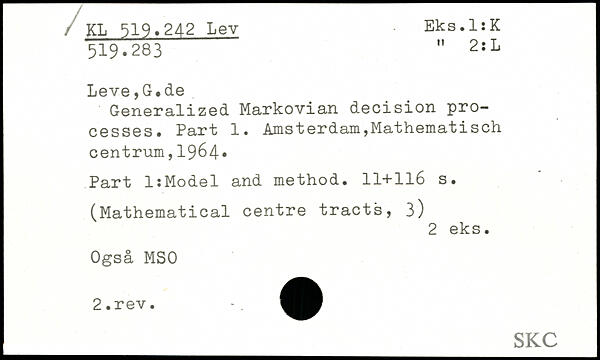 KL 519.242 Lev Eks.1:K
519.283 " 2:L
Leve,G.de
Generalized Markovian decision pro-
cesses. Part 1. Amsterdam,Mathematisch
centrum,1964.
Part 1:Model and method. 11+116 s.
(Mathematical centre tracts, 3)
2 eks.
Også MSO
2.rev.
SKC